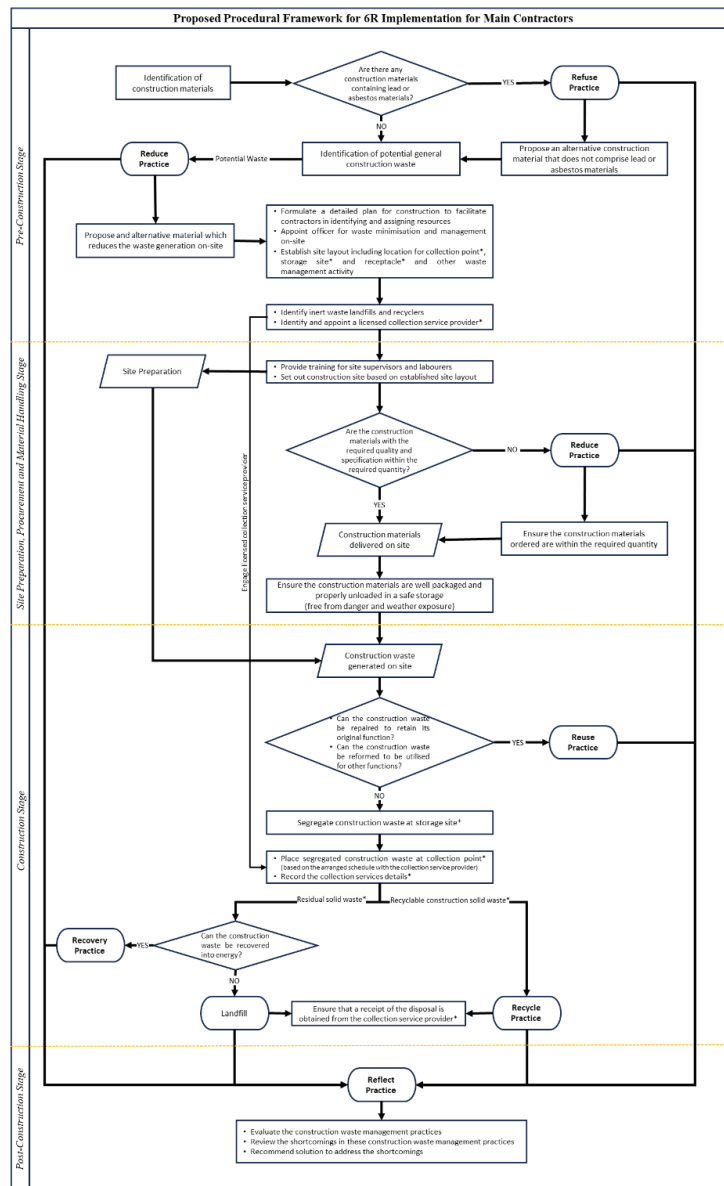 Proposed Procedural Framework for 6R Implementation for Main Contractors
Pre-Construction Stage
Identification of
construction materials
Are there any
construction materials
containing lead or
asbestos materials?
YES
Refuse
Practice
NO
Reduce
Practice
Potential Waste
Identification of potential general
construction waste
Propose an alternative construction
material that does not comprise lead or
asbestos materials
Propose and alternative material which
reduces the waste generation on-site
• Formulate a detailed plan for construction to facilitate
contractors in identifying and assigning resources
• Appoint officer for waste minimisation and management
on-site
• Establish site layout including location for collection point*,
storage site* and receptacle* and other waste
management activity
• Identify inert waste landfills and recyclers
• Identify and appoint a licensed collection service provider*
Site Preparation, Procurement and Material Handling Stage
Site Preparation
• Provide training for site supervisors and labourers
• Set out construction site based on established site layout
Engage licensed collection service provider
Are the construction
materials with the
required quality and
specification within the
required quantity?
NO
Reduce
Practice
YES
Construction materials
delivered on site
Ensure the construction materials
ordered are within the required quantity
Ensure the construction materials are well packaged and
properly unloaded in a safe storage
(free from danger and weather exposure)
Construction Stage
Construction waste
generated on site
• Can the construction waste
be repaired to retain its
original function?
• Can the construction waste
be reformed to be utilised
for other functions?
YES
Reuse
Practice
NO
Segregate construction waste at storage site*
• Place segregated construction waste at collection point*
(based on the arranged schedule with the collection service provider)
• Record the collection services details*
Residual solid waste*
Recyclable construction solid waste*
Recovery
Practice
YES
Can the construction
waste be recovered
into energy?
NO
Landfill
Ensure that a receipt of the disposal is
obtained from the collection service provider*
Recycle
Practice
Post-Construction Stage
Reflect
Practice
• Evaluate the construction waste management practices
• Review the shortcomings in these construction waste management practices
• Recommend solution to address the shortcomings